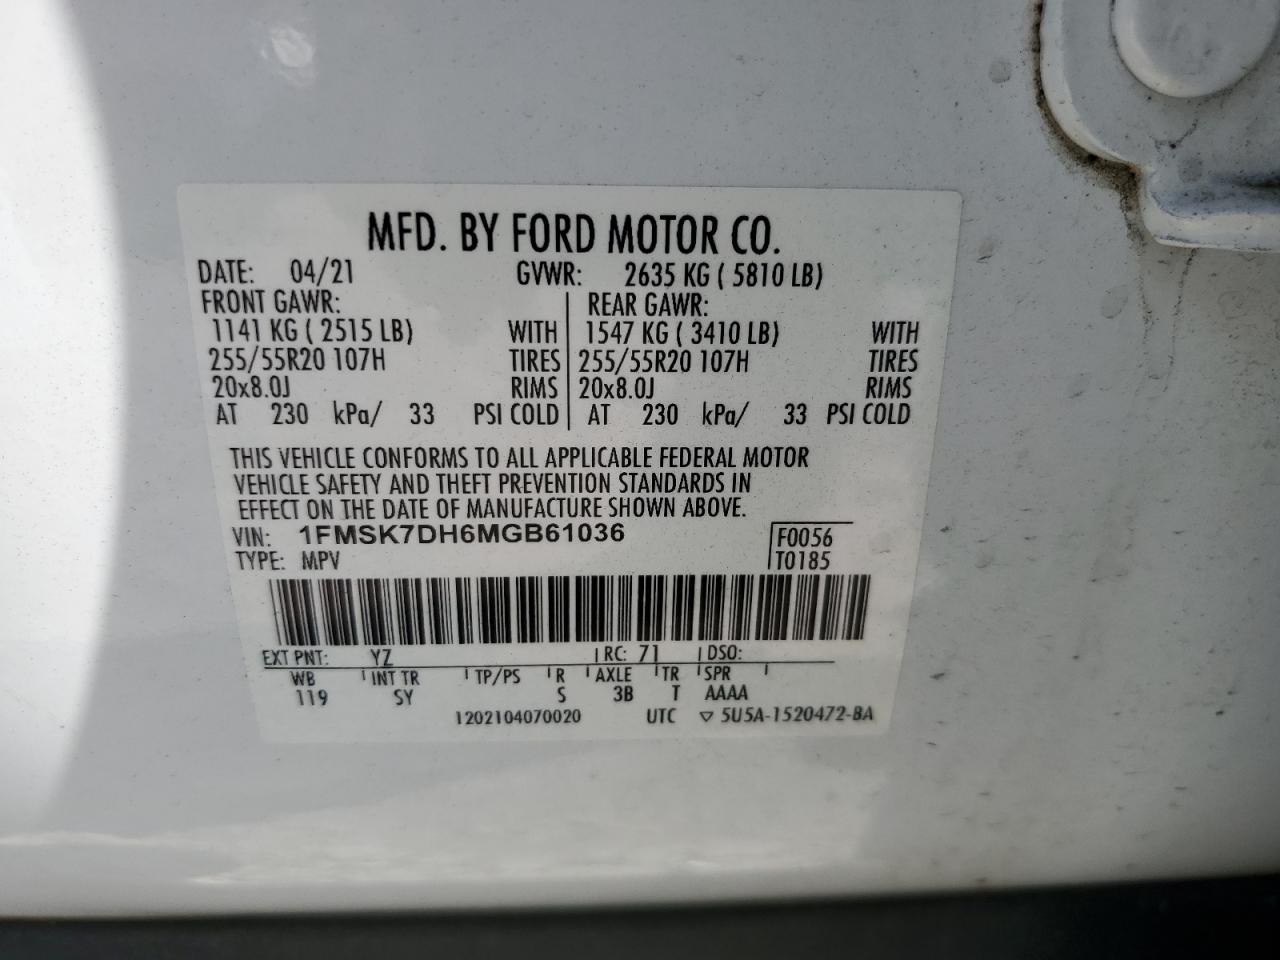 MFD. BY FORD MOTOR CO.
DATE: 04/21 GVWR: 2635 KG ( 5810 LB)
FRONT GAWR: REAR GAWR:
1141 KG ( 2515 LB) WITH 1547 KG ( 3410 LB) WITH
255/55R20 107H TIRES 255/55R20 107H TIRES
20x8.0J RIMS 20x8.0J RIMS
AT 230 kPa/ 33 PSI COLD AT 230 kPa/ 33 PSI COLD
THIS VEHICLE CONFORMS TO ALL APPLICABLE FEDERAL MOTOR
VEHICLE SAFETY AND THEFT PREVENTION STANDARDS IN
EFFECT ON THE DATE OF MANUFACTURE SHOWN ABOVE.
VIN: 1FMSK7DH6MGB61036 F0056
TYPE: MPV T0185
EXT PNT: YZ RC: 71 DSO:
WB INT TR TP/PS R AXLE TR SPR
119 SY S 3B T AAAA
1202104070020 UTC ▽ 5U5A-1520472-BA